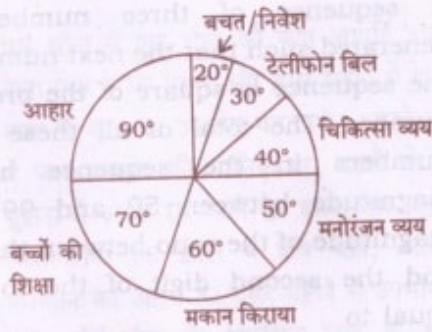 बचत/निवेश
20°
टेलीफोन बिल
30°
आहार
90°
चिकित्सा व्यय
40°
50°
मनोरंजन व्यय
70°
बच्चों की
शिक्षा
60°
मकान किराया